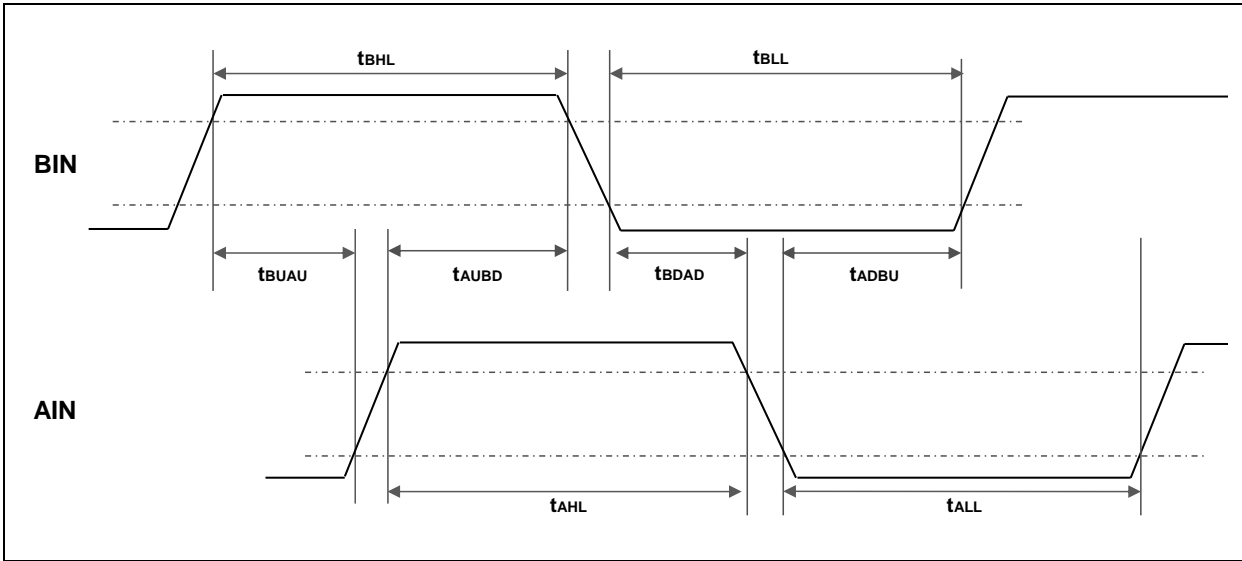 tBHL
tBLL
BIN
tBUAU
tAUBD
tBDAD
tADBU
AIN
tAHL
tALL